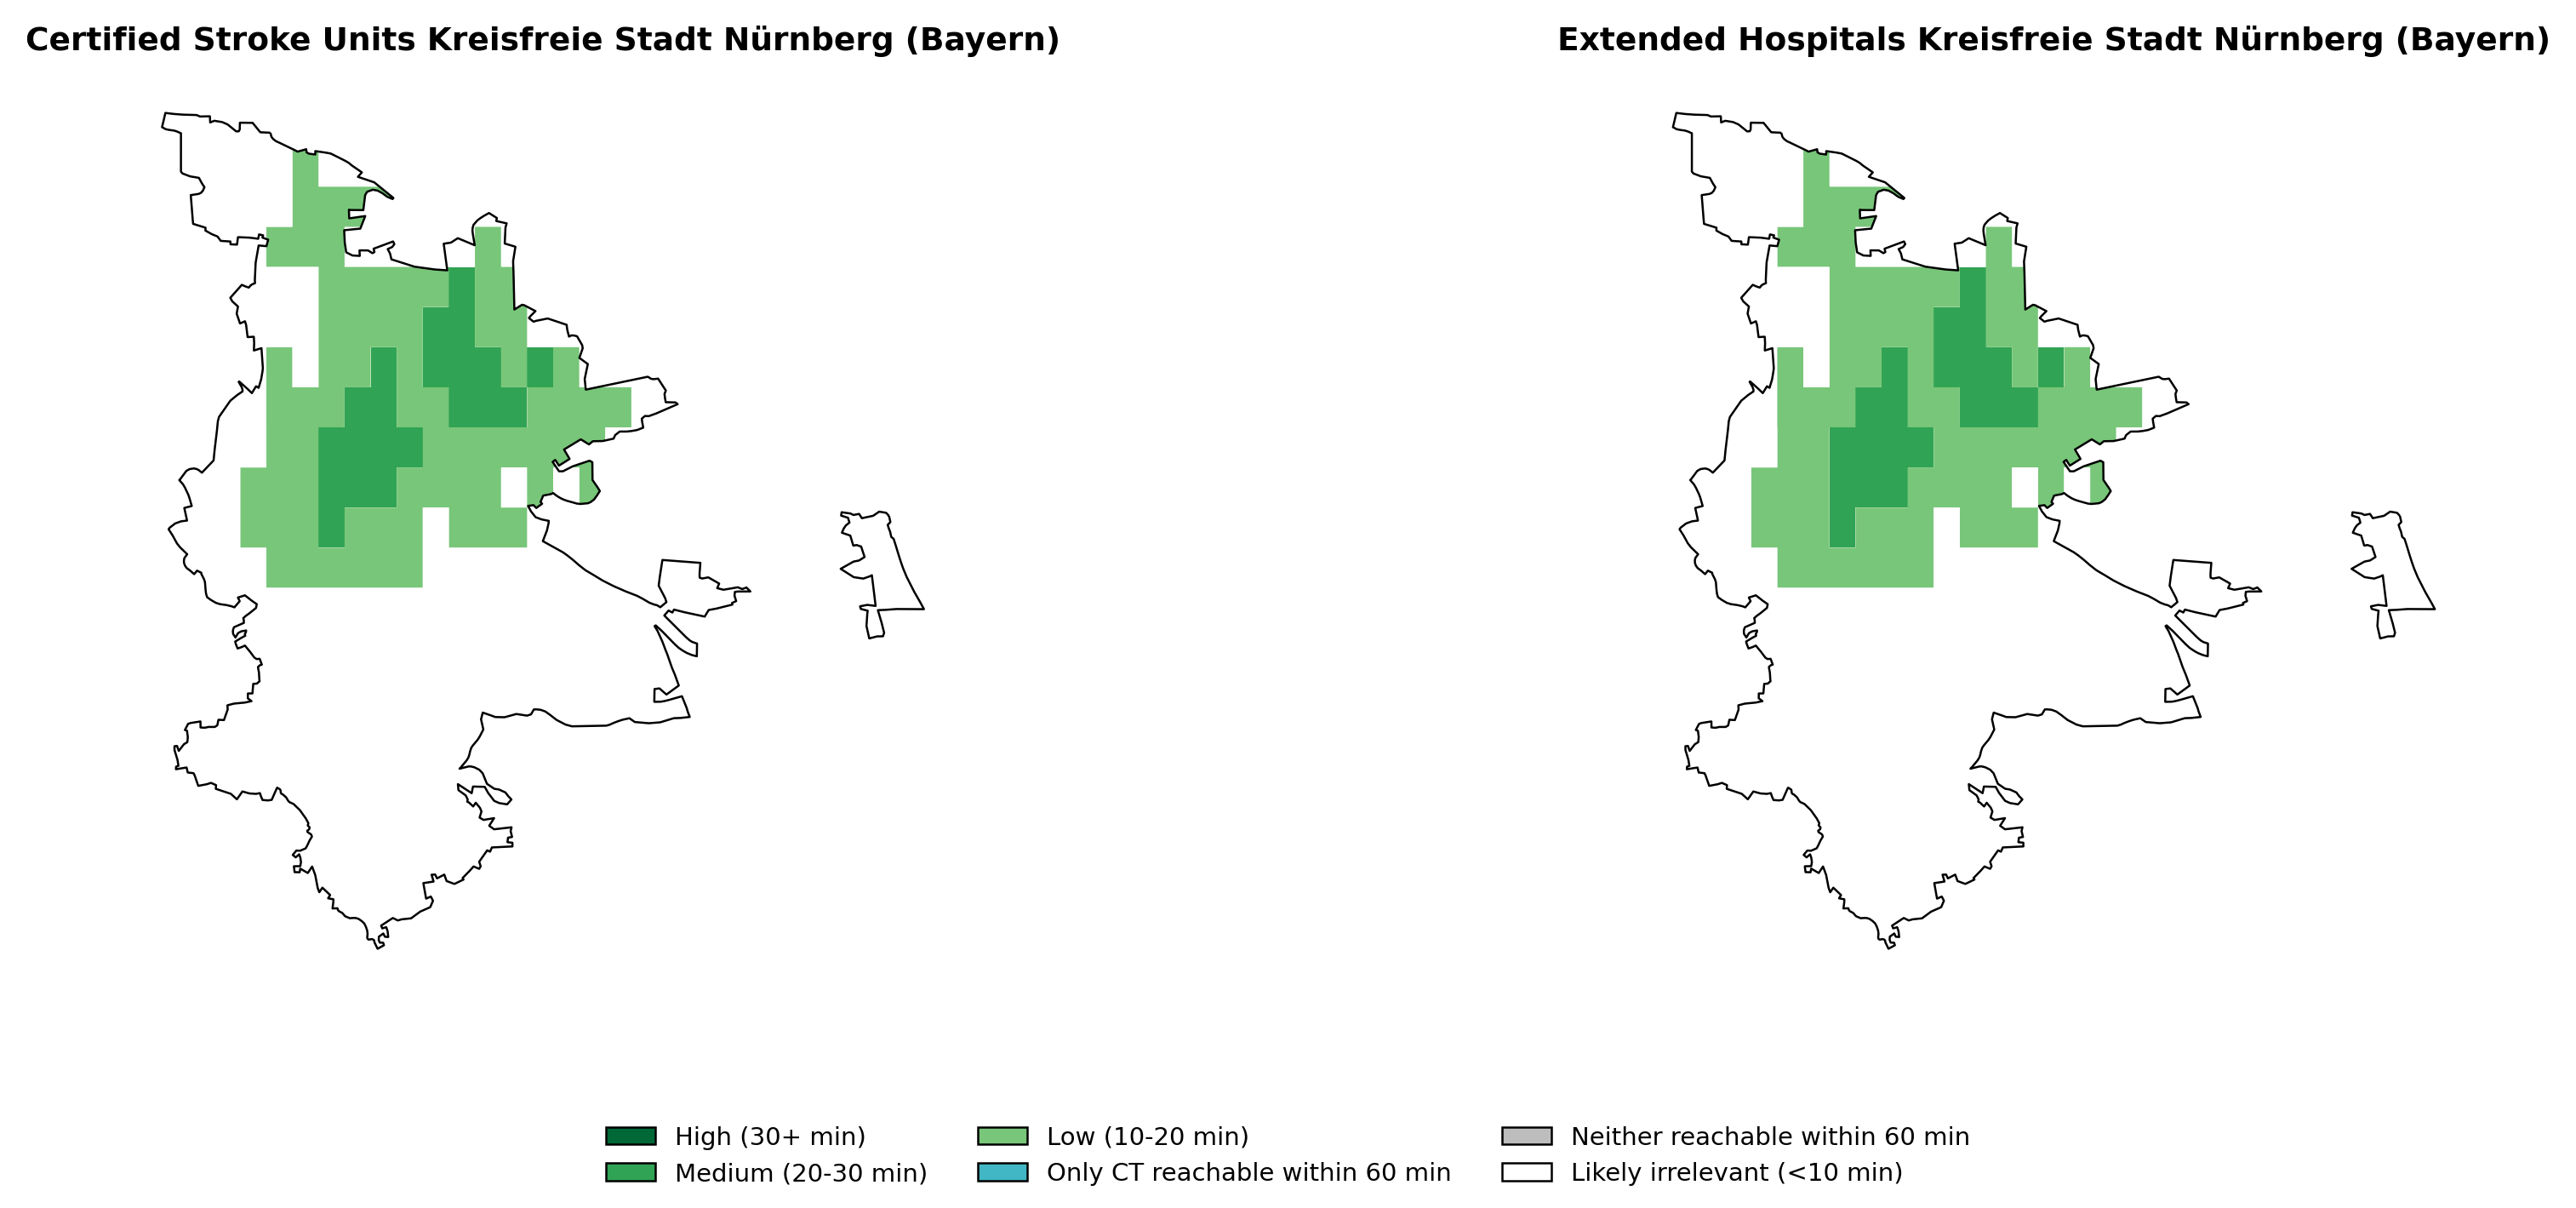 Certified Stroke Units Kreisfreie Stadt Nürnberg (Bayern)
Extended Hospitals Kreisfreie Stadt Nürnberg (Bayern)
High (30+ min)
Medium (20-30 min)
Low (10-20 min)
Only CT reachable within 60 min
Neither reachable within 60 min
Likely irrelevant (<10 min)